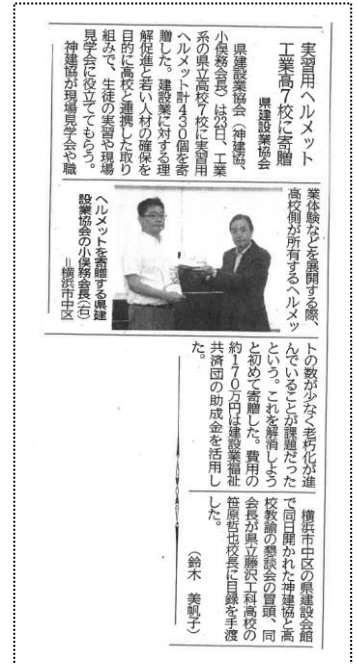 実習用ヘルメット
工業高7校に寄贈
県建設業協会
県建設業協会（神建協、
小俣務会長）は23日、工業
系の県立高校7校に実習用
ヘルメット計430個を寄
贈した。建設業に対する理
解促進と若い人材の確保を
目的に高校と連携した取り
組みで、生徒の実習や現場
見学会に役立ててもらう。
神建協が現場見学会や職
業体験などを展開する際、
高校側が所有するヘルメッ
ヘルメットを寄贈する県建
設業協会の小俣務会長（右）
＝横浜市中区
トの数が少なく老朽化が進
んでいることが課題だった
という。これを解消しよう
と初めて寄贈した。費用の
約170万円は建設業福祉
共済団の助成金を活用し
た。
横浜市中区の県建設会館
で同日開かれた神建協と高
校教諭の懇談会の冒頭、同
会長が県立藤沢工科高校の
笹原哲也校長に目録を手渡
した。
（鈴木 美帆子）